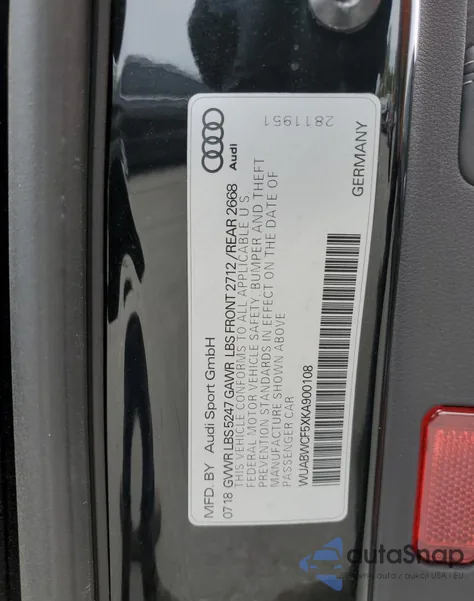 MFD. BY Audi Sport GmbH
Audi
07 18 GVWR LBS 5247 GAWR LBS FRONT 2712 / REAR 2668
THIS VEHICLE CONFORMS TO ALL APPLICABLE U S
FEDERAL MOTOR VEHICLE SAFETY, BUMPER AND THEFT
PREVENTION STANDARDS IN EFFECT ON THE DATE OF
MANUFACTURE SHOWN ABOVE
PASSENGER CAR
WUABWCF5XKA900108
GERMANY
2811951
autoSnap